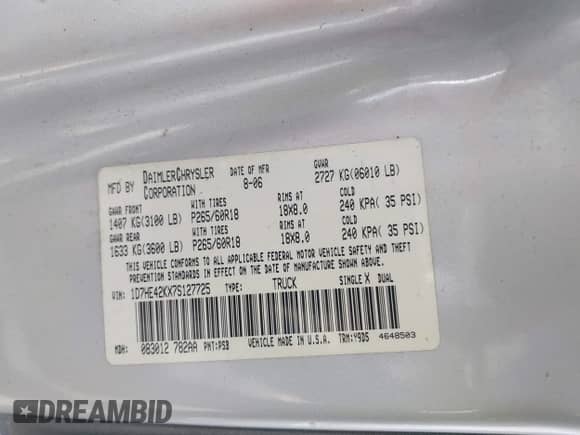 MFD BY DAIMLERCHRYSLER CORPORATION DATE OF MFR 8-06 GVWR 2727 KG(06010 LB)
GAWR FRONT WITH TIRES RIMS AT COLD
1407 KG(3100 LB) P265/60R18 18X8.0 240 KPA( 35 PSI)
GAWR REAR WITH TIRES RIMS AT COLD
1633 KG(3600 LB) P265/60R18 18X8.0 240 KPA( 35 PSI)
THIS VEHICLE CONFORMS TO ALL APPLICABLE FEDERAL MOTOR VEHICLE SAFETY AND THEFT
PREVENTION STANDARDS IN EFFECT ON THE DATE OF MANUFACTURE SHOWN ABOVE.
VIN: 1D7HE42KX7S127725 TYPE: TRUCK SINGLE X DUAL
MDH: 083012 782AA PNT:PSB VEHICLE MADE IN U.S.A. TRM:Y9D5 4648503
DREAMBID